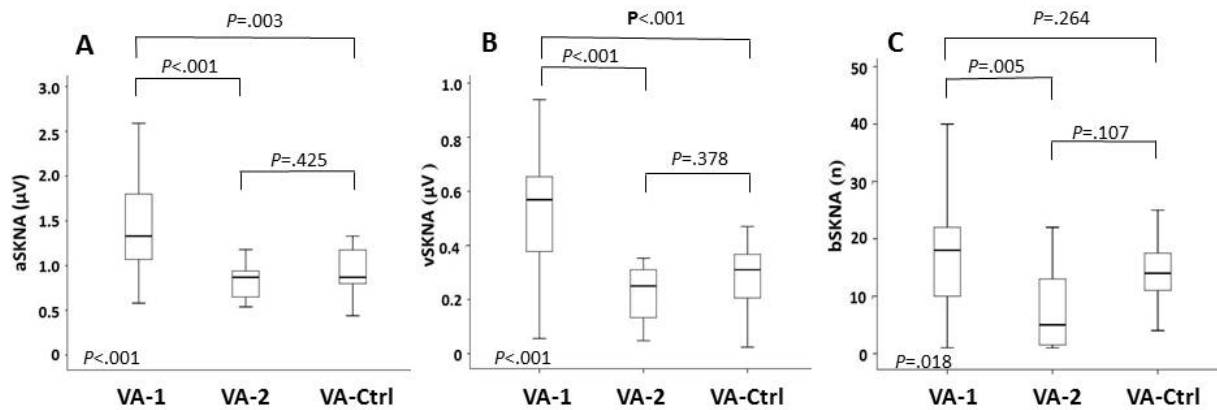 A
P=.003
P<.001
P=.425
aSKNA (µV)
3.0
2.5
2.0
1.5
1.0
0.5
0
P<.001
VA-1 VA-2 VA-Ctrl
B
P<.001
P<.001
P=.378
vSKNA (µV )
1.0
0.8
0.6
0.4
0.2
0
P<.001
VA-1 VA-2 VA-Ctrl
C
P=.264
P=.005
P=.107
bSKNA (n)
50
40
30
20
10
0
P=.018
VA-1 VA-2 VA-Ctrl